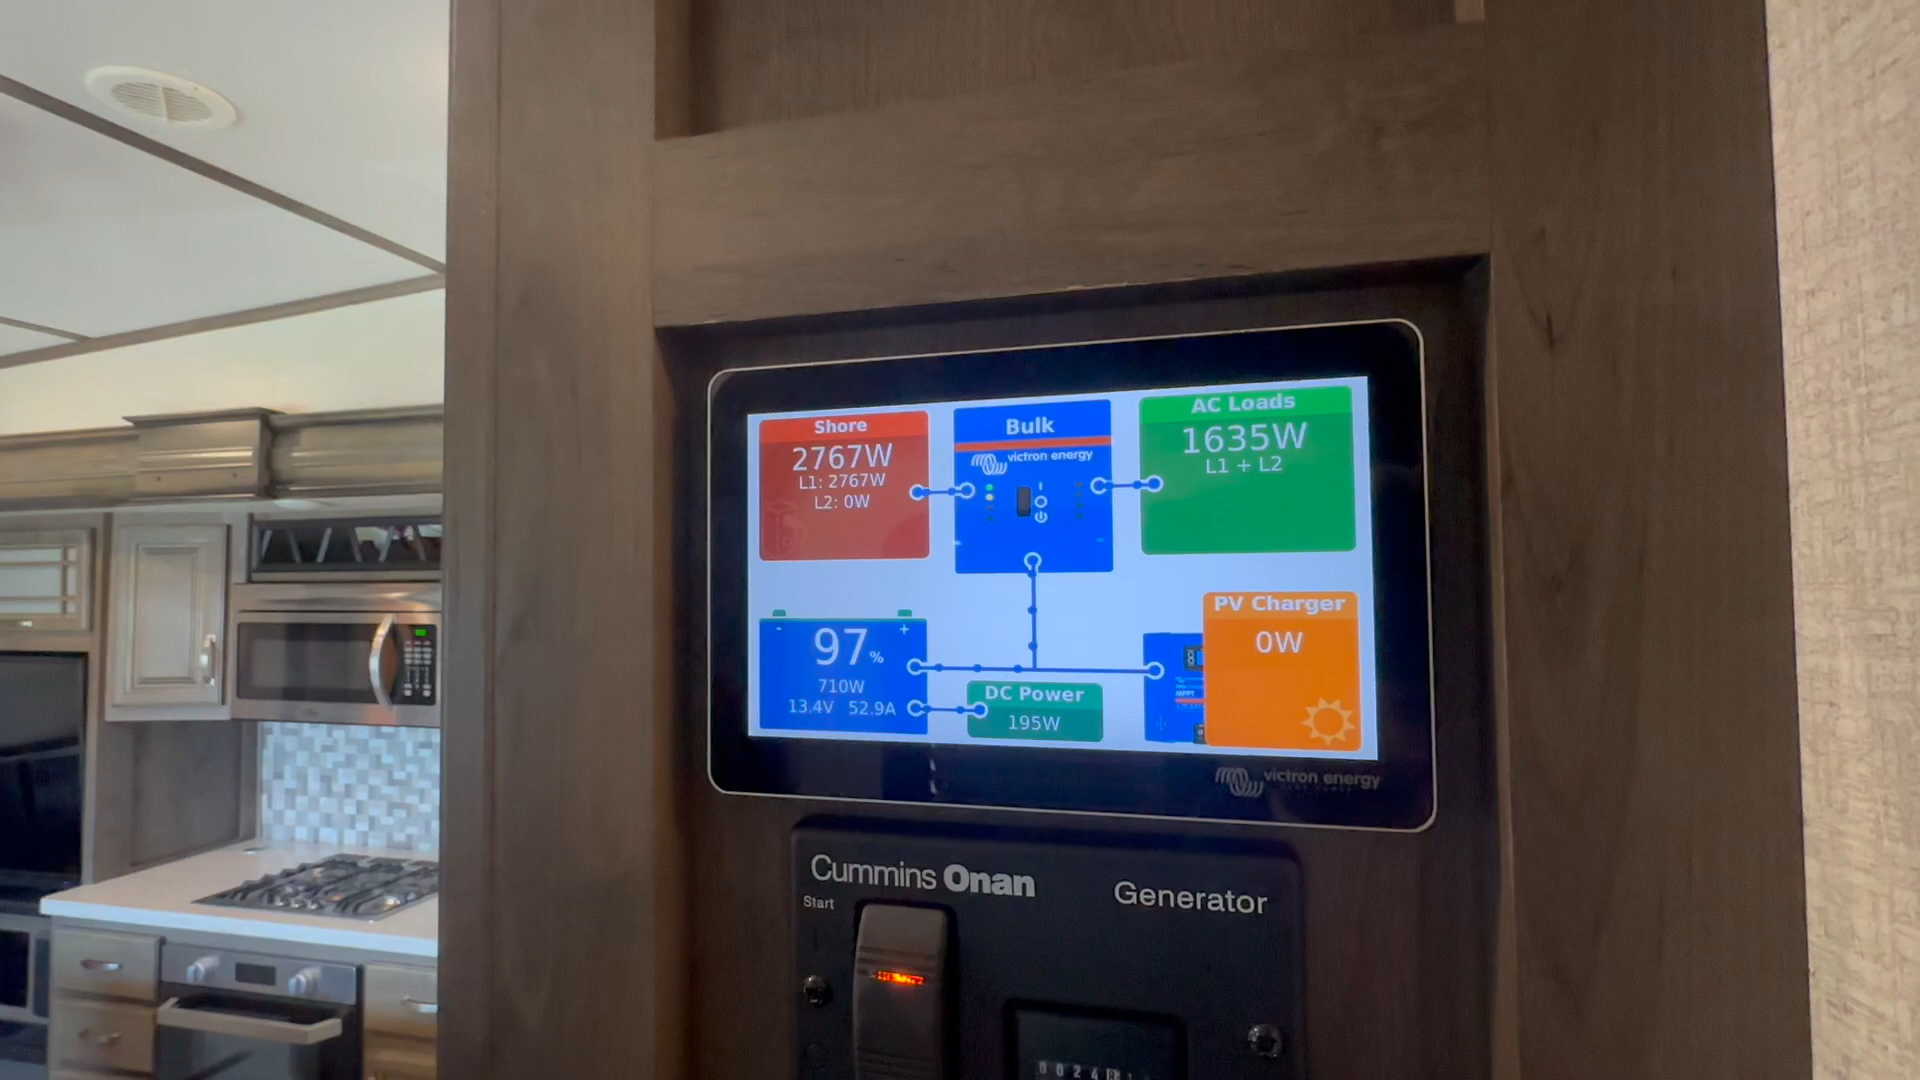 Shore
2767W
L1: 2767W
L2: 0W
Bulk
victron energy
AC Loads
1635W
L1 + L2
97 %
710W
13.4V 52.9A
DC Power
195W
PV Charger
0W
victron energy
Cummins Onan
Generator
Start